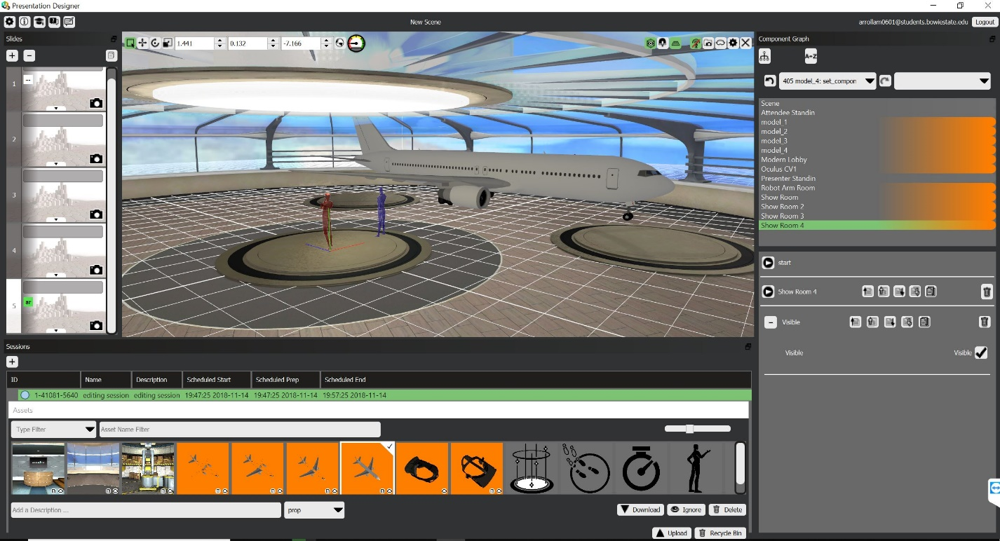 Presentation Designer
New Scene
arrollam0601@students.bowiestate.edu Logout
Slides
1
--
2
3
4
5
ar
1.441 0.132 -7.166
Component Graph
A↔Z
405 model_4: set_compon
Scene
Attendee Standin
model_1
model_2
model_3
model_4
Modern Lobby
Oculus CV1
Presenter Standin
Robot Arm Room
Show Room
Show Room 2
Show Room 3
Show Room 4
start
Show Room 4
Visible
Visible Visible
Sessions
ID Name Description Scheduled Start Scheduled Prep Scheduled End
1-41081-5640 editing session editing session 19:47:25 2018-11-14 19:47:25 2018-11-14 19:57:25 2018-11-14
Assets
Type Filter Asset Name Filter
Add a Description ... prop Download Ignore Delete
Upload Recycle Bin